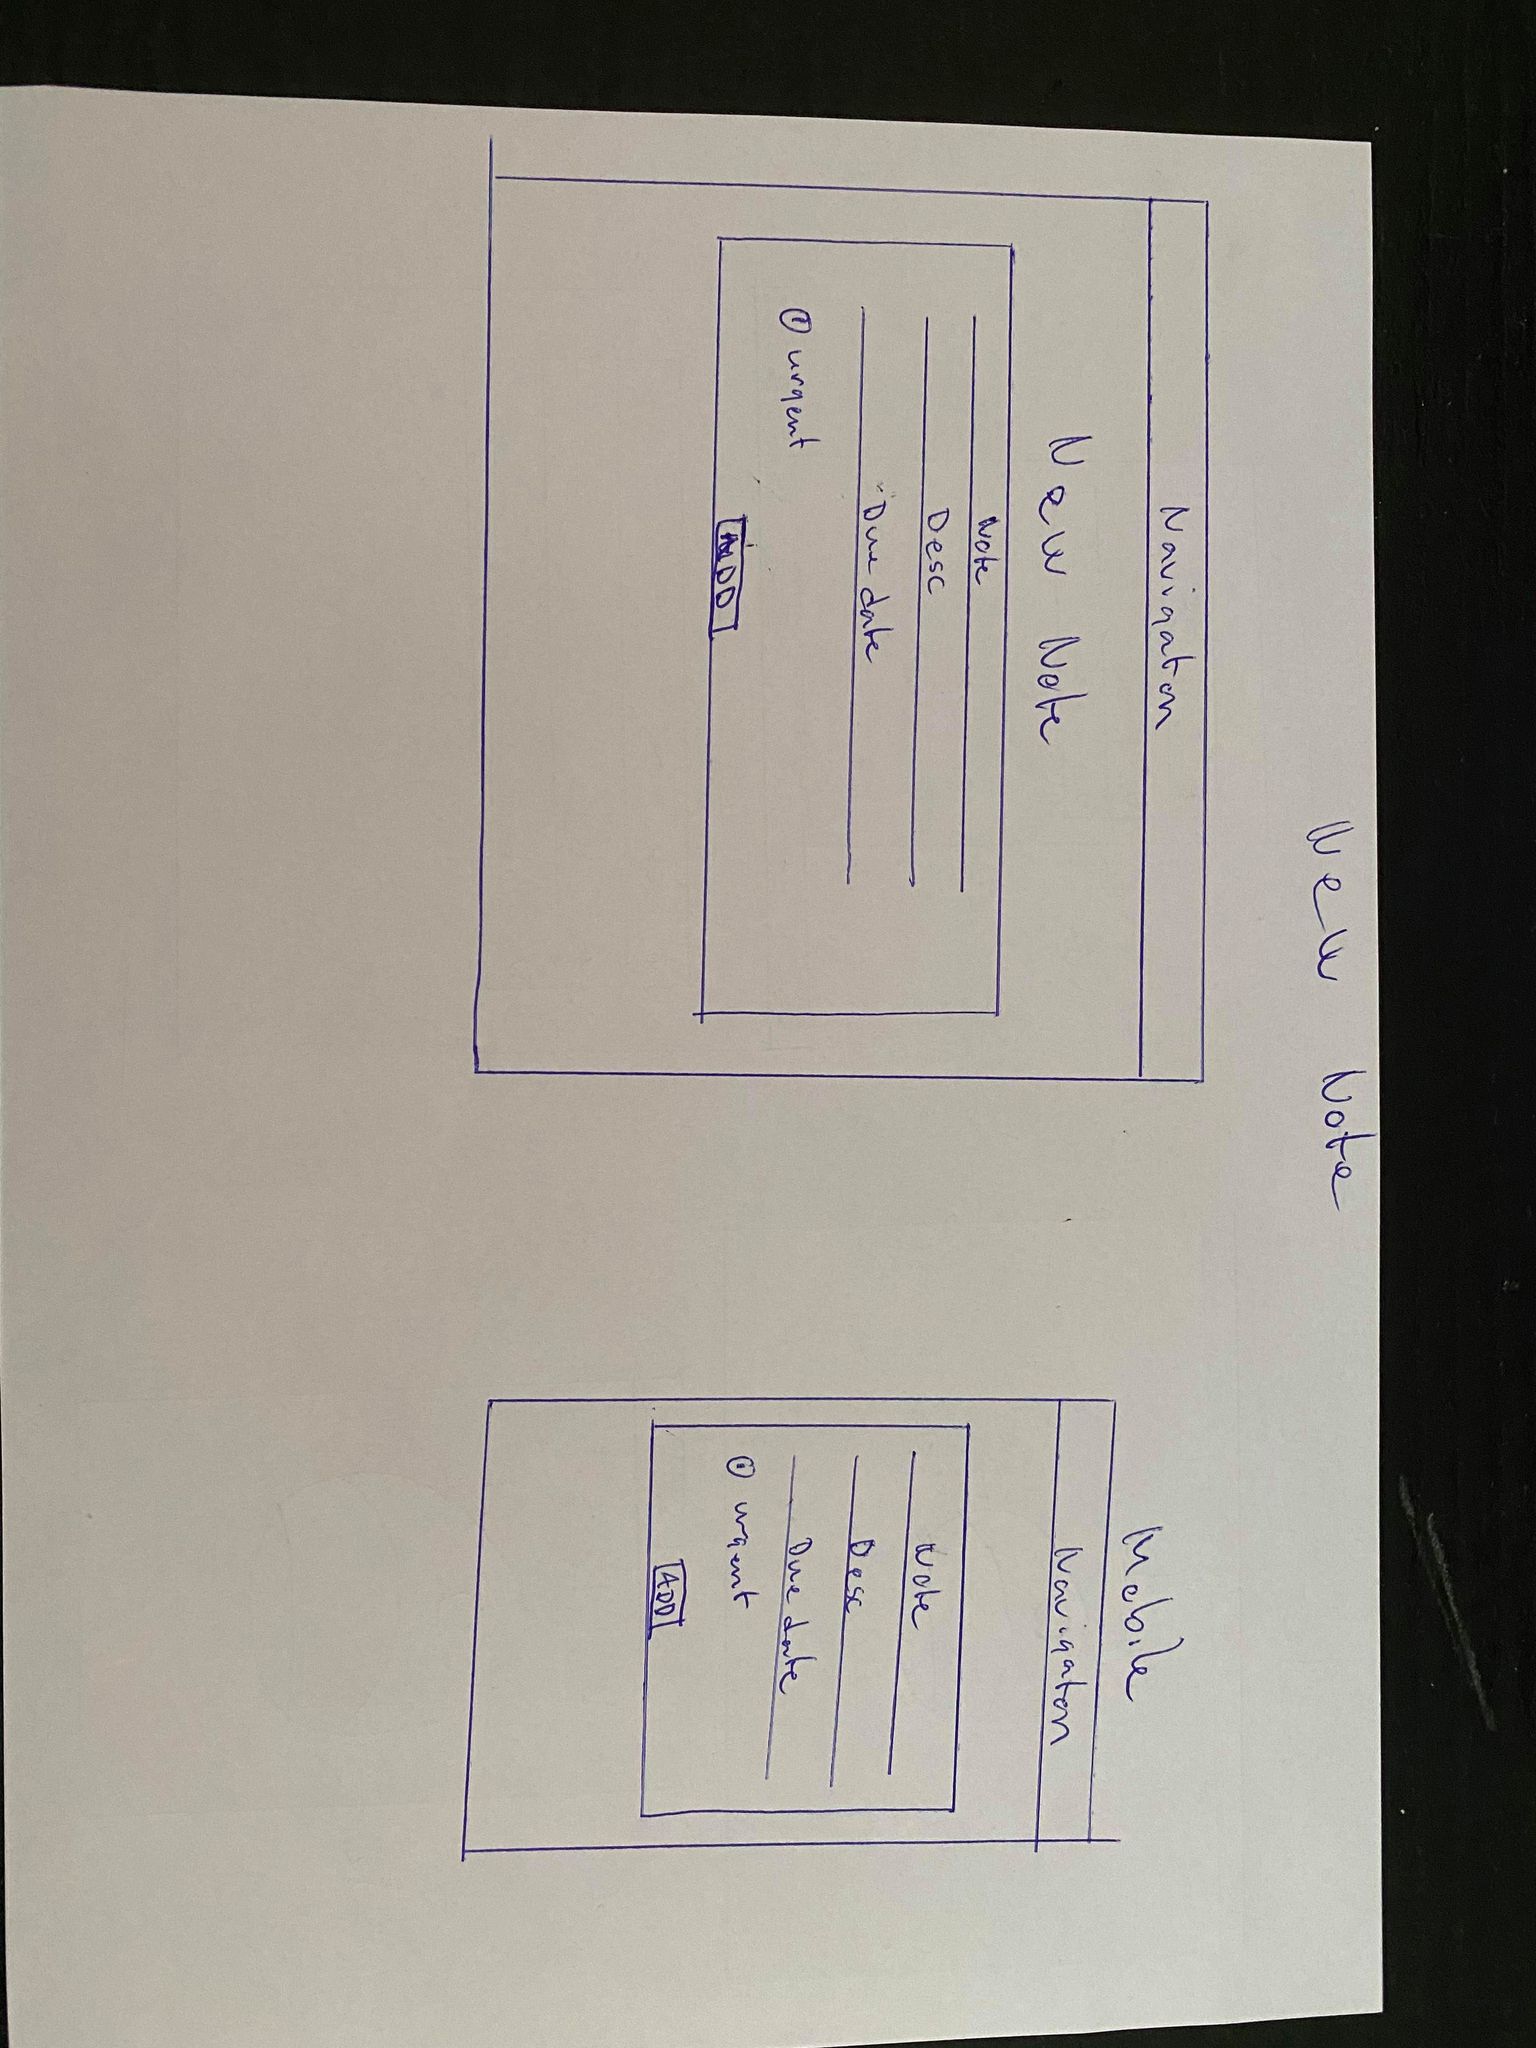 New Note
Navigaton
New Note
Note
Desc
Due date
urgent
ADD
Mobile
Navigaton
Note
Desc
Due date
urgent
ADD